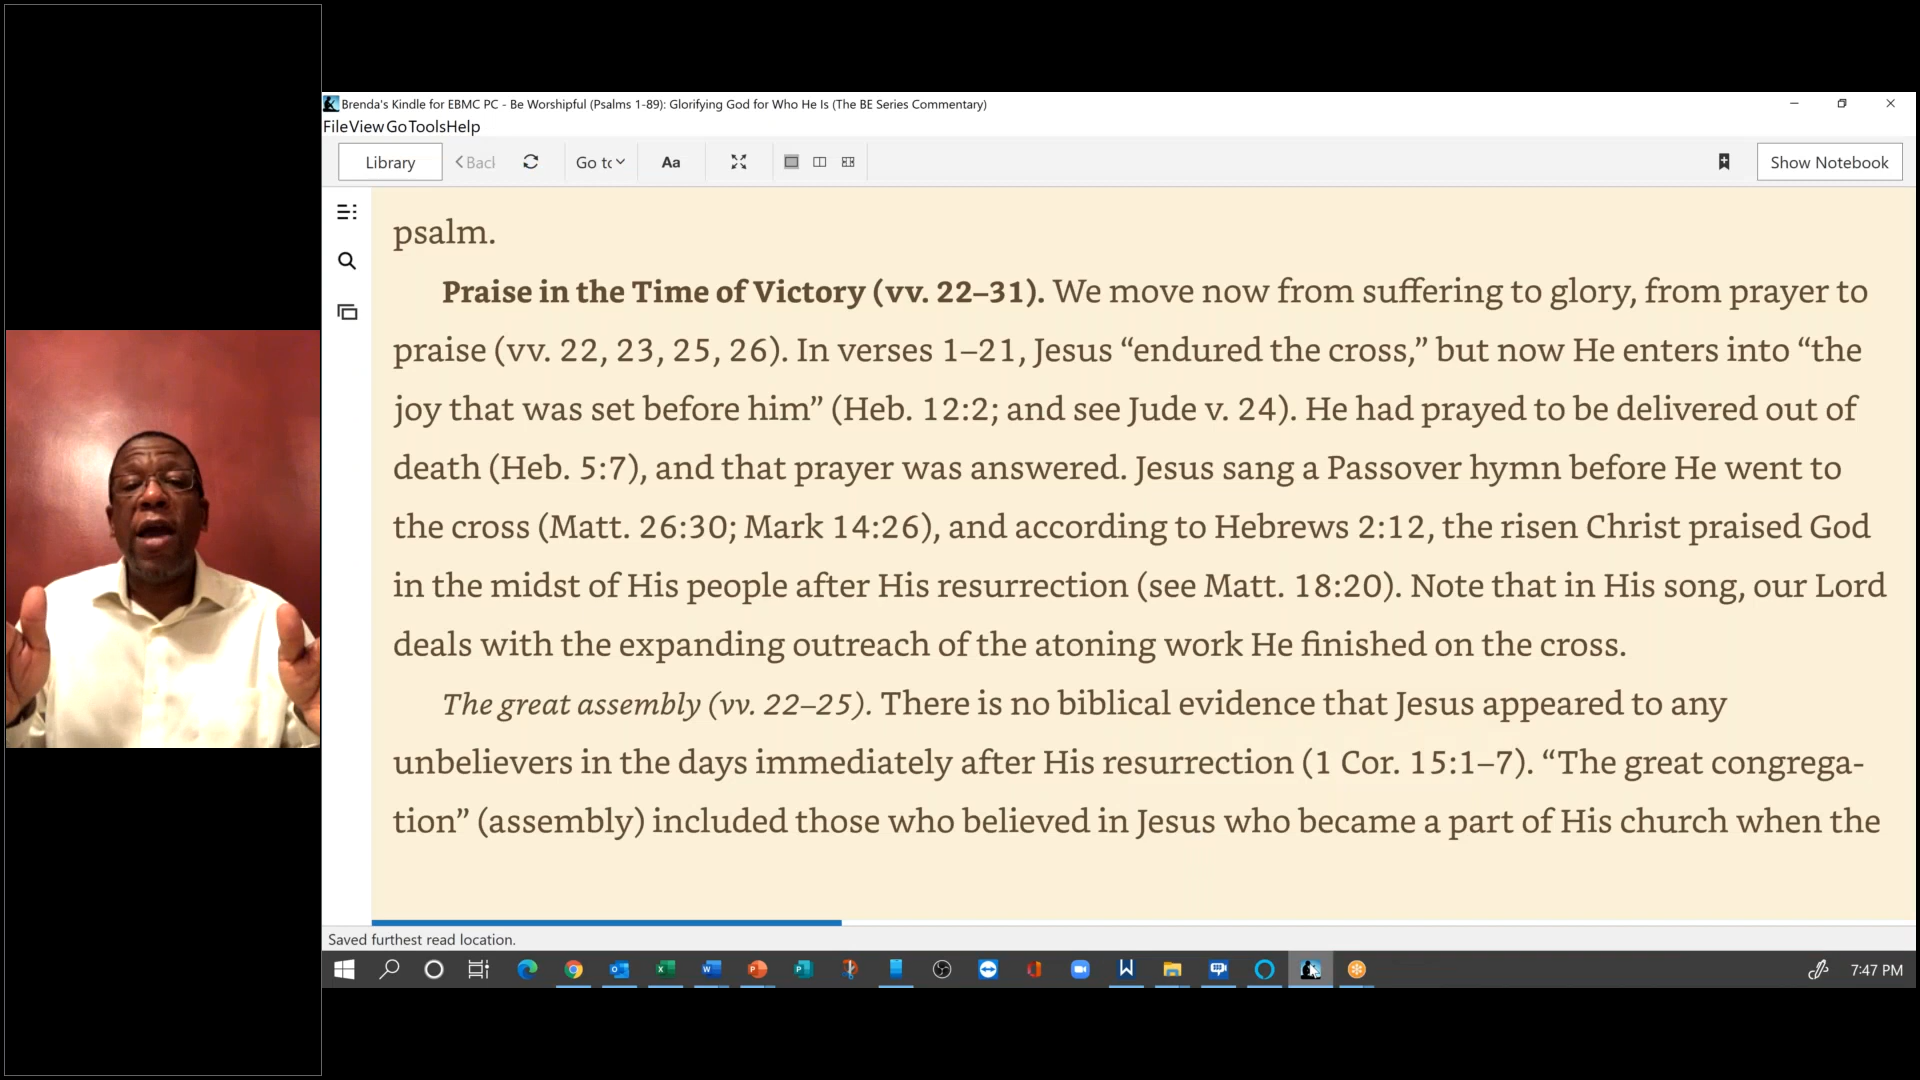 Brenda's Kindle for EBMC PC - Be Worshipful (Psalms 1-89): Glorifying God for Who He Is (The BE Series Commentary)
File View Go Tools Help
Library
Back
Go to
Aa
Show Notebook
psalm.
Praise in the Time of Victory (vv. 22–31). We move now from suffering to glory, from prayer to
praise (vv. 22, 23, 25, 26). In verses 1–21, Jesus “endured the cross,” but now He enters into “the
joy that was set before him” (Heb. 12:2; and see Jude v. 24). He had prayed to be delivered out of
death (Heb. 5:7), and that prayer was answered. Jesus sang a Passover hymn before He went to
the cross (Matt. 26:30; Mark 14:26), and according to Hebrews 2:12, the risen Christ praised God
in the midst of His people after His resurrection (see Matt. 18:20). Note that in His song, our Lord
deals with the expanding outreach of the atoning work He finished on the cross.
The great assembly (vv. 22–25). There is no biblical evidence that Jesus appeared to any
unbelievers in the days immediately after His resurrection (1 Cor. 15:1–7). “The great congrega-
tion” (assembly) included those who believed in Jesus who became a part of His church when the
Saved furthest read location.
7:47 PM